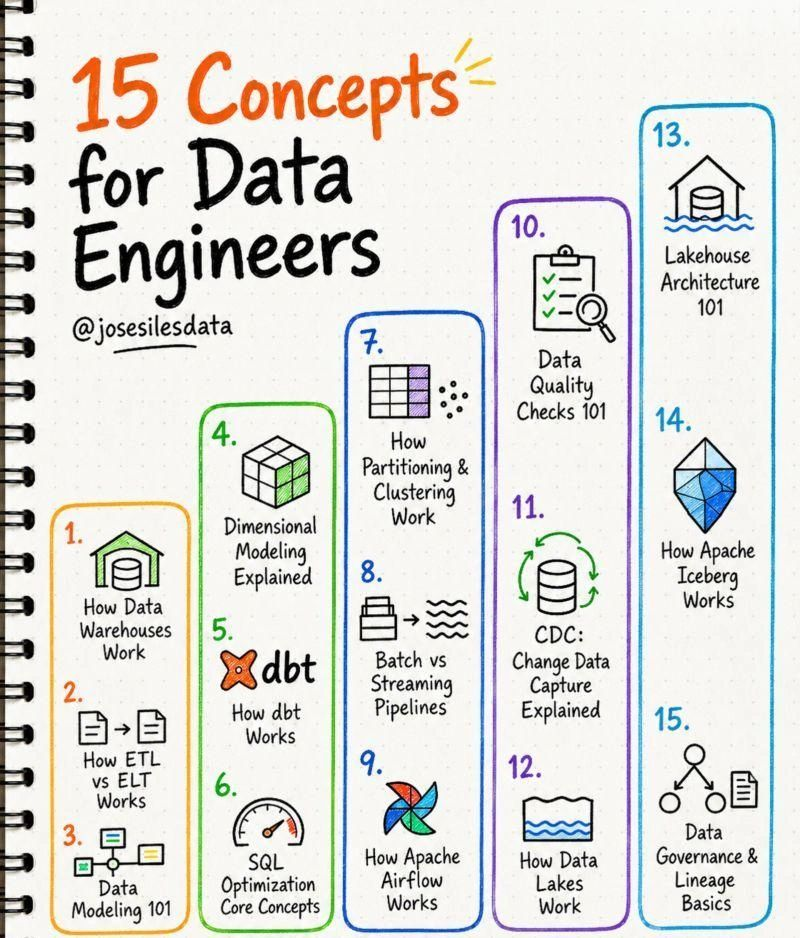 15 Concepts
for Data
Engineers
@josesilesdata
1.
How Data
Warehouses
Work
2.
How ETL
vs ELT
Works
3.
Data
Modeling 101
4.
Dimensional
Modeling
Explained
5.
dbt
How dbt
Works
6.
SQL
Optimization
Core Concepts
7.
How
Partitioning &
Clustering
Work
8.
Batch vs
Streaming
Pipelines
9.
How Apache
Airflow
Works
10.
Data
Quality
Checks 101
11.
CDC:
Change Data
Capture
Explained
12.
How Data
Lakes
Work
13.
Lakehouse
Architecture
101
14.
How Apache
Iceberg
Works
15.
Data
Governance &
Lineage
Basics